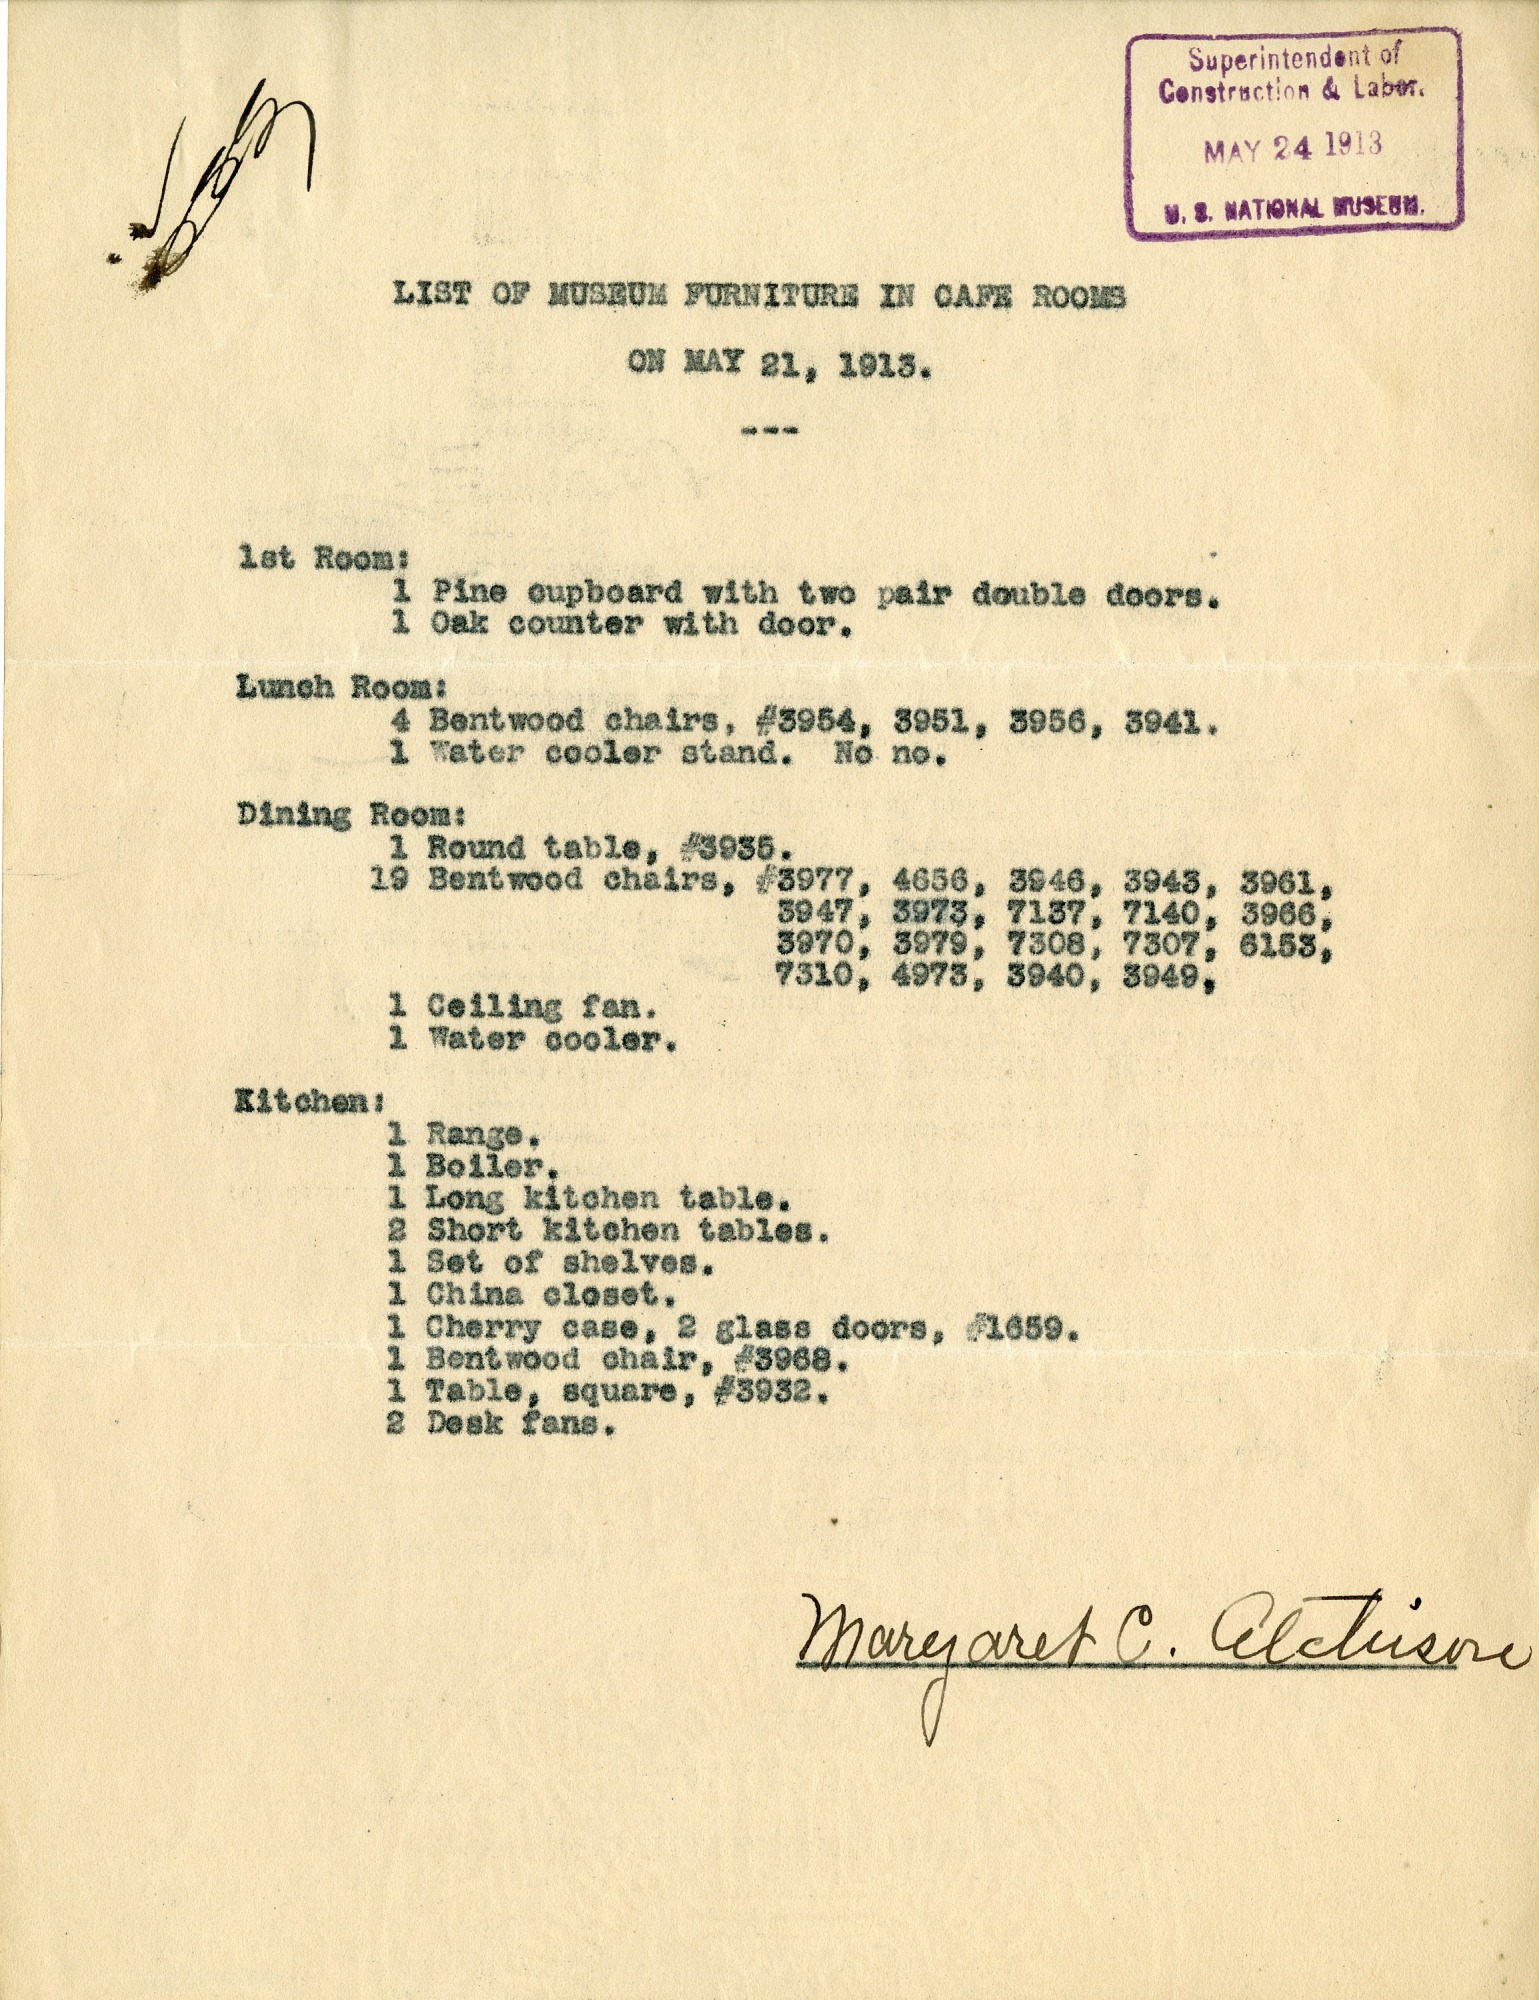 Superintendent of
Construction & Labor.
MAY 24 1913
U. S. NATIONAL MUSEUM.
LIST OF MUSEUM FURNITURE IN CAFE ROOMS
ON MAY 21, 1913.
---
1st Room:
1 Pine cupboard with two pair double doors.
1 Oak counter with door.
Lunch Room:
4 Bentwood chairs, #3954, 3951, 3956, 3941.
1 Water cooler stand. No no.
Dining Room:
1 Round table, #3935.
19 Bentwood chairs, #3977, 4656, 3946, 3943, 3961,
3947, 3973, 7137, 7140, 3966,
3970, 3979, 7308, 7307, 6153,
7310, 4973, 3940, 3949,
1 Ceiling fan.
1 Water cooler.
Kitchen:
1 Range.
1 Boiler.
1 Long kitchen table.
2 Short kitchen tables.
1 Set of shelves.
1 China closet.
1 Cherry case, 2 glass doors, #1659.
1 Bentwood chair, #3968.
1 Table, square, #3932.
2 Desk fans.
Margaret C. Atchison